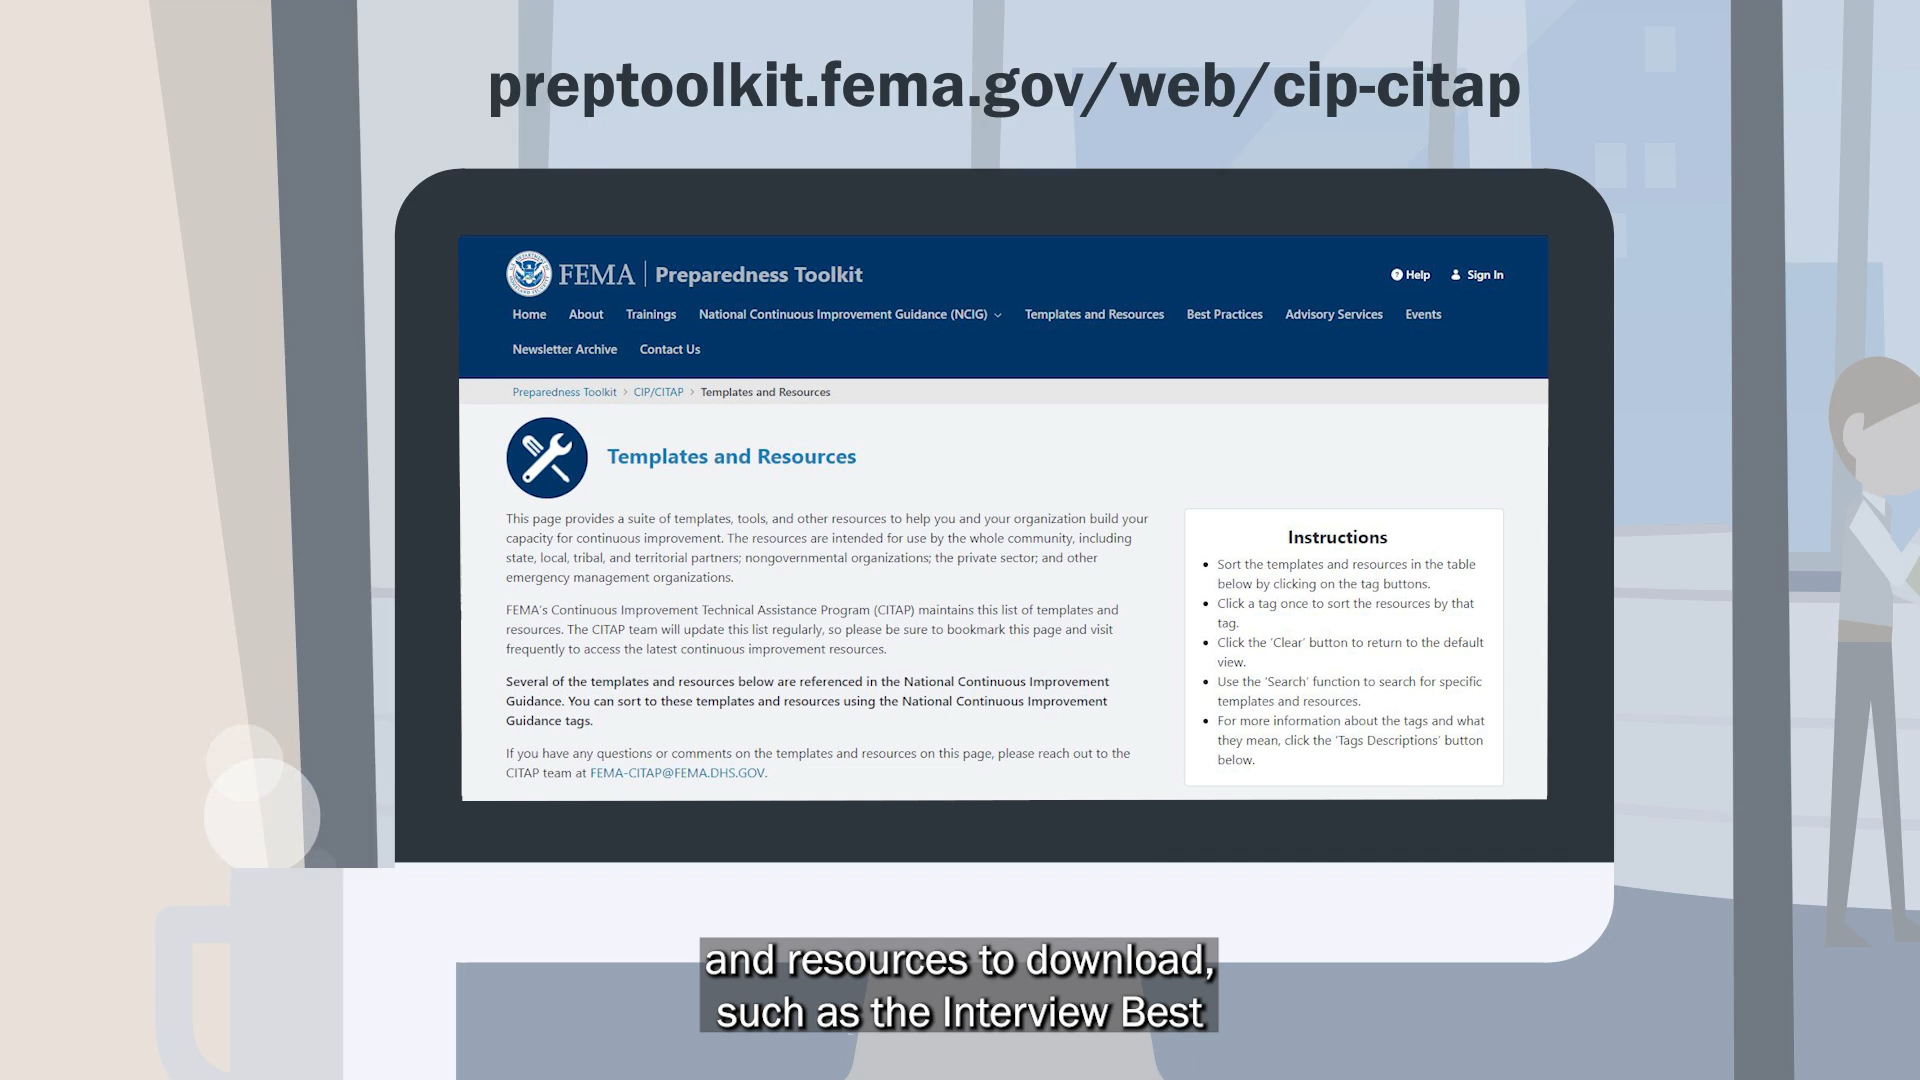 preptoolkit.fema.gov/web/cip-citap
FEMA | Preparedness Toolkit
Help Sign In
Home About Trainings National Continuous Improvement Guidance (NCIG) Templates and Resources Best Practices Advisory Services Events
Newsletter Archive Contact Us
Preparedness Toolkit > CIP/CITAP > Templates and Resources
Templates and Resources
This page provides a suite of templates, tools, and other resources to help you and your organization build your
capacity for continuous improvement. The resources are intended for use by the whole community, including
state, local, tribal, and territorial partners; nongovernmental organizations; the private sector; and other
emergency management organizations.
FEMA's Continuous Improvement Technical Assistance Program (CITAP) maintains this list of templates and
resources. The CITAP team will update this list regularly, so please be sure to bookmark this page and visit
frequently to access the latest continuous improvement resources.
Several of the templates and resources below are referenced in the National Continuous Improvement
Guidance. You can sort to these templates and resources using the National Continuous Improvement
Guidance tags.
If you have any questions or comments on the templates and resources on this page, please reach out to the
CITAP team at FEMA-CITAP@FEMA.DHS.GOV.
Instructions
• Sort the templates and resources in the table
below by clicking on the tag buttons.
• Click a tag once to sort the resources by that
tag.
• Click the 'Clear' button to return to the default
view.
• Use the 'Search' function to search for specific
templates and resources.
• For more information about the tags and what
they mean, click the 'Tags Descriptions' button
below.
and resources to download,
such as the Interview Best